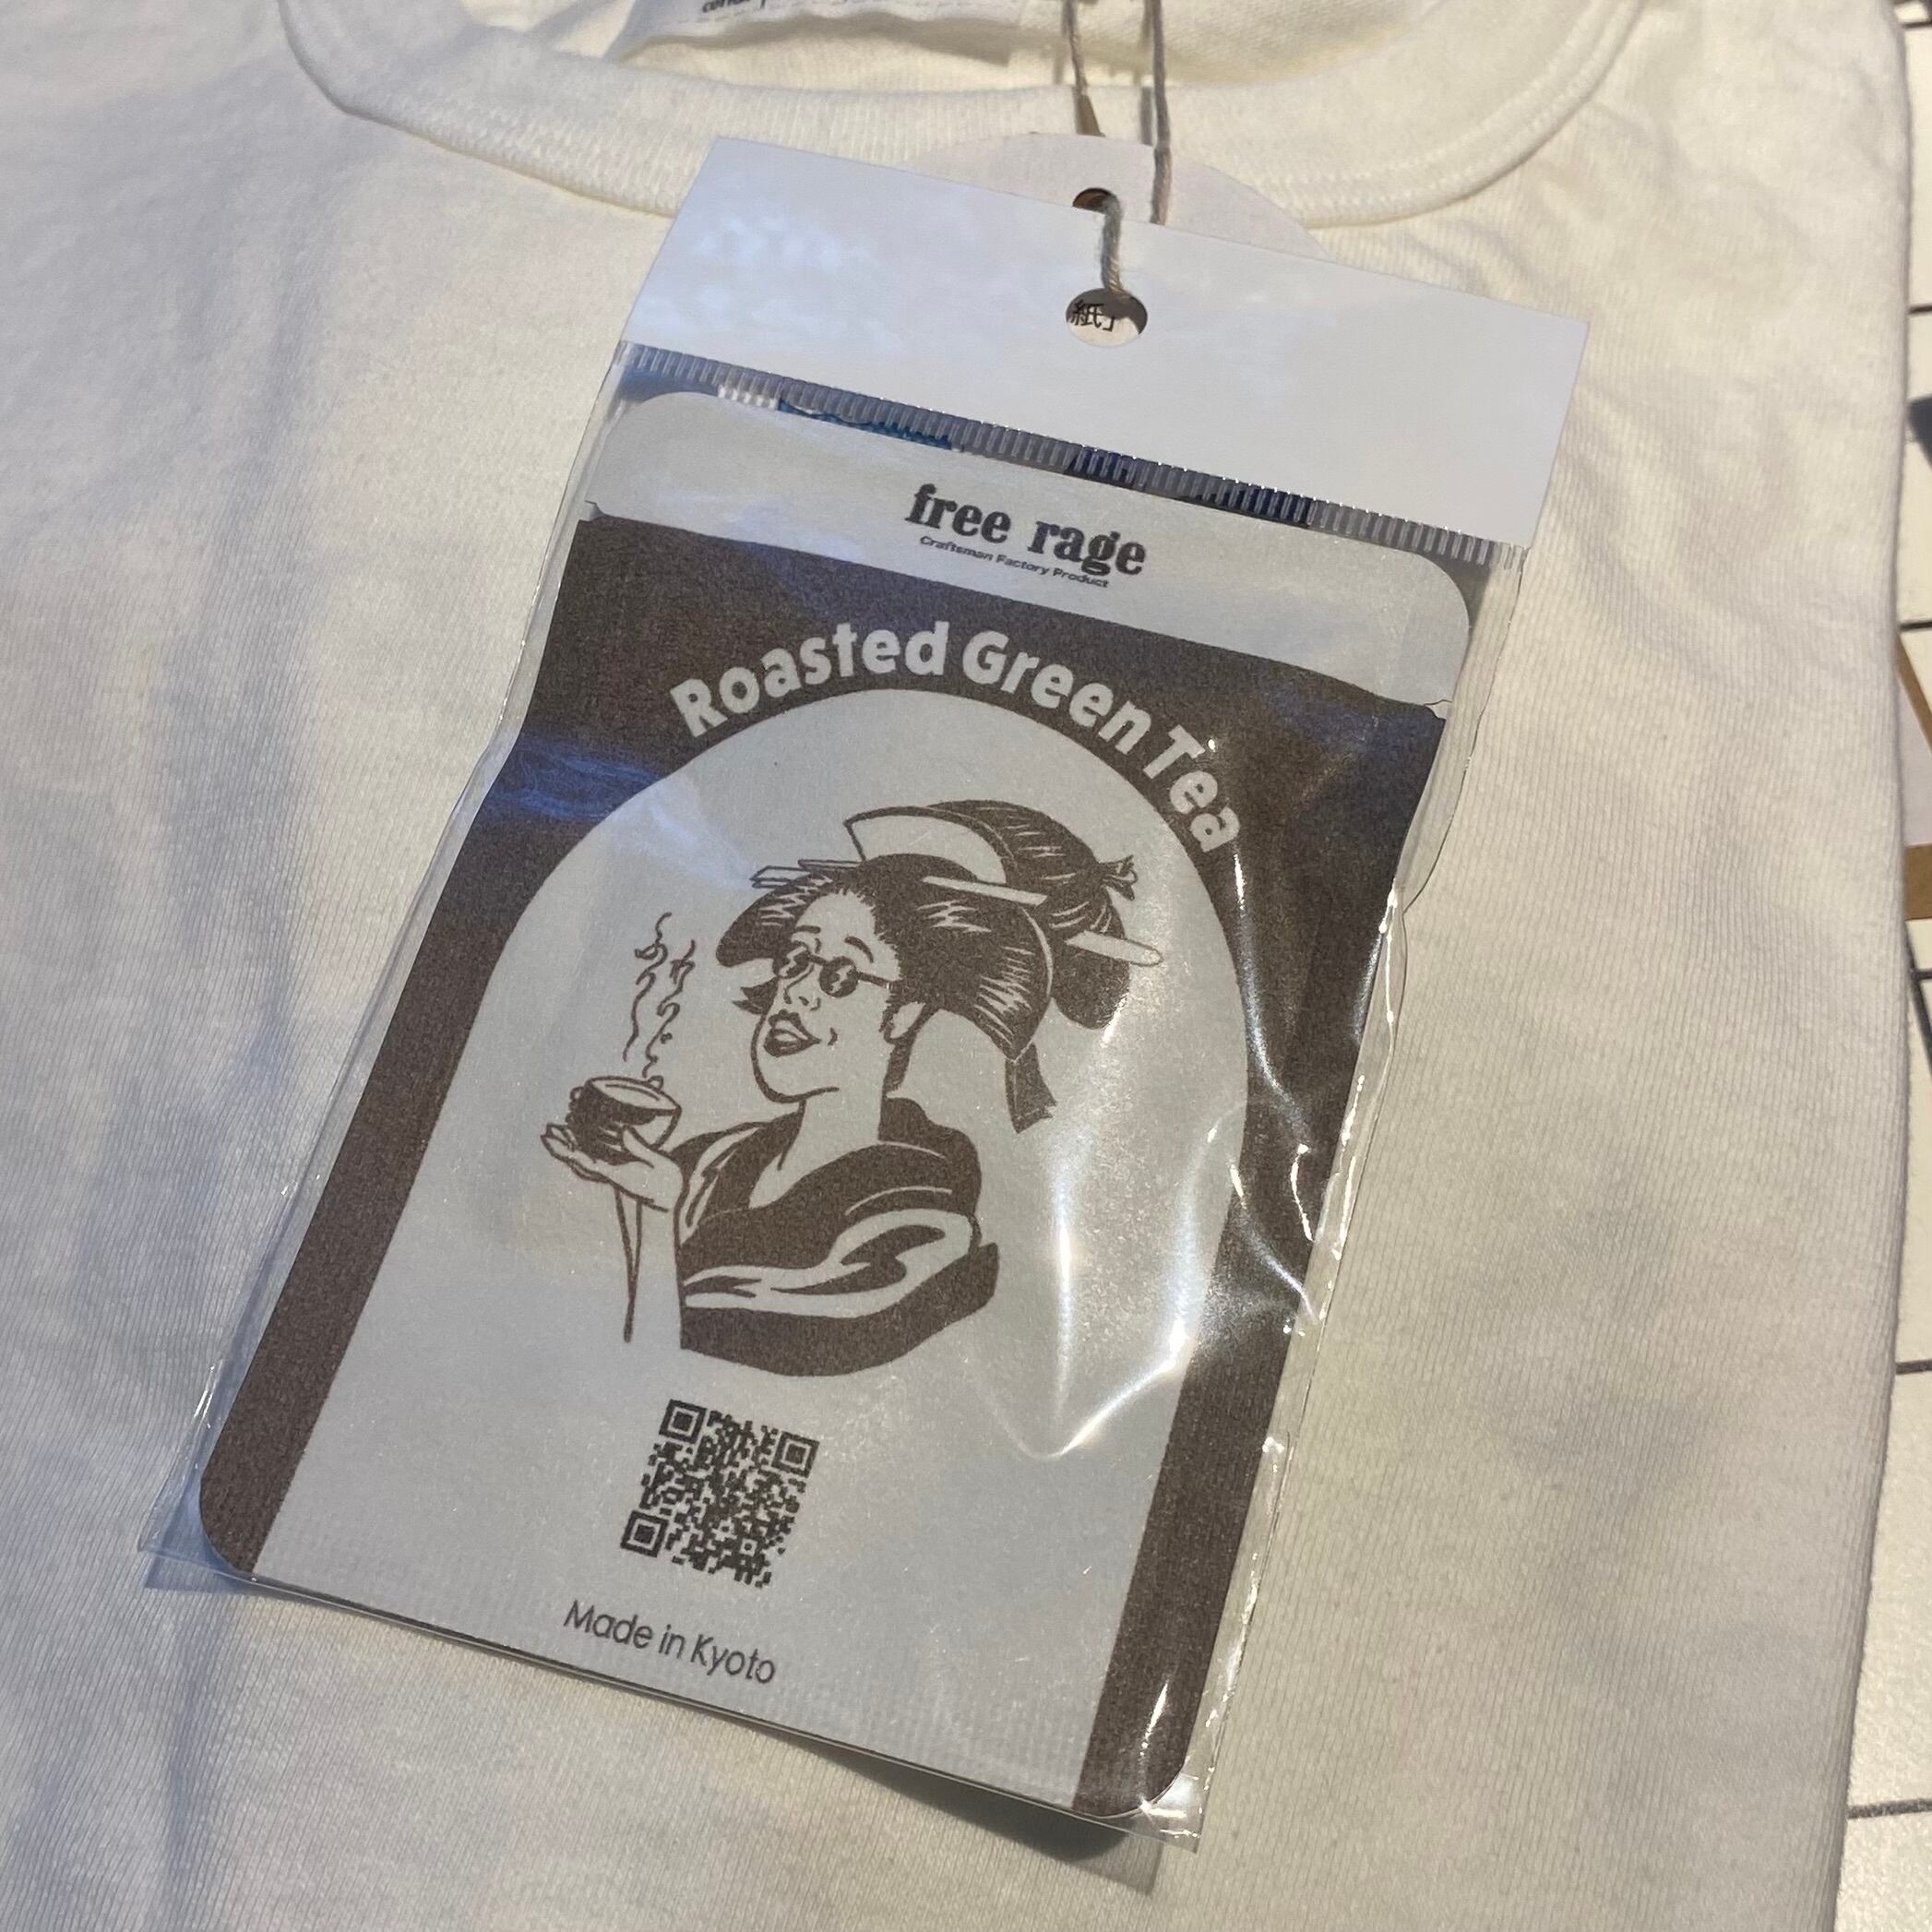 紙」
free rage
Craftsman Factory Product
Roasted Green Tea
Made in Kyoto